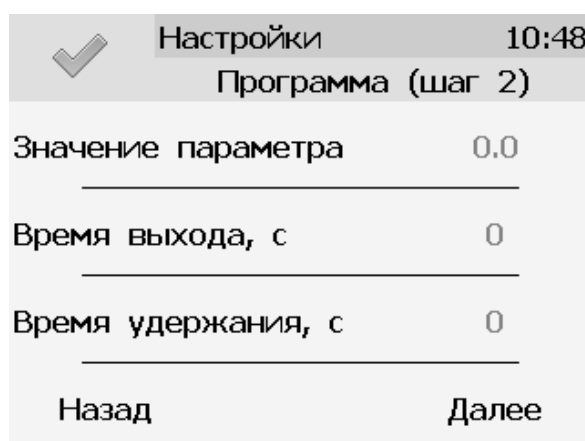 Настройки 10:48
Программа (шаг 2)
Значение параметра 0.0
Время выхода, с 0
Время удержания, с 0
Назад Далее